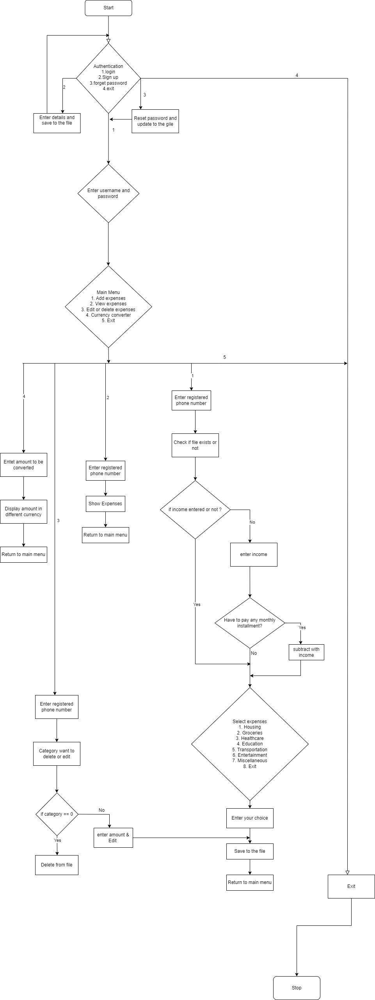 Start
Authentication
1.login
2.Sign up
3.forget password
4.exit
4
2
3
Enter details and
save to the file
Reset password and
update to the gile
1
Enter username and
password
Main Menu
1. Add expenses
2. View expenses
3. Edit or delete expenses
4. Currency converter
5. Exit
5
1
4
2
Enter registered
phone number
Check if file exists or
not
Entet amount to be
converted
Enter registered
phone number
Display amount in
different currency
Show Expenses
if income entered or not ?
3
No
Return to main menu
Return to main menu
enter income
Yes
Have to pay any monthly
installment?
Yes
No
subtract with
income
Enter registered
phone number
Select expenses
1. Housing
2. Groceries
3. Healthcare
4. Education
5. Transportation
6. Entertainment
7. Miscellaneous
8. Exit
Category want to
delete or edit
if category == 0
No
Enter your choice
enter amount &
Edit
Yes
Save to the file
Delete from file
Return to main menu
Exit
Stop